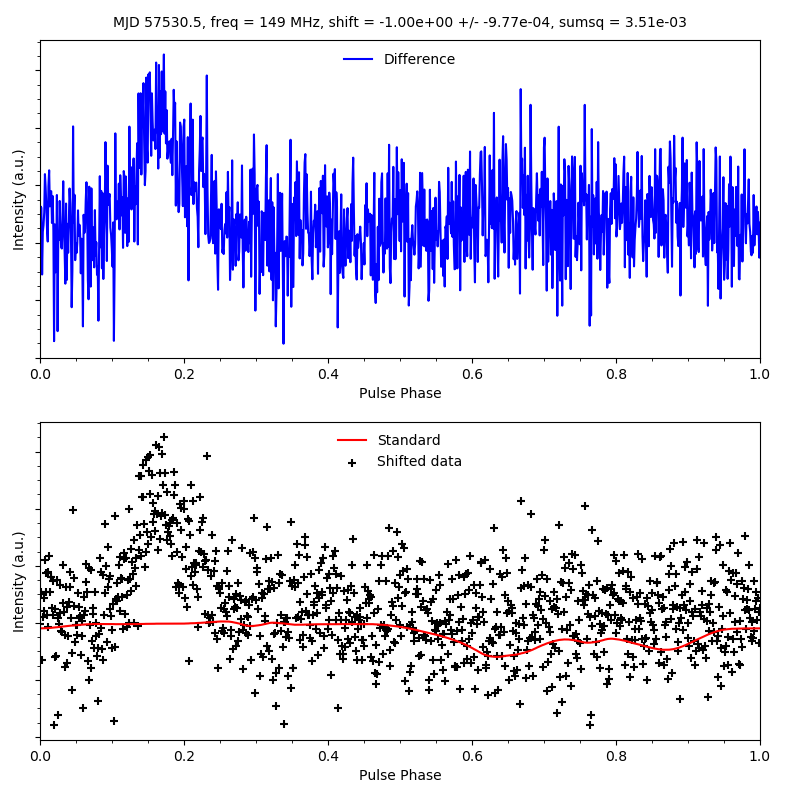 MJD 57530.5, freq = 149 MHz, shift = -1.00e+00 +/- -9.77e-04, sumsq = 3.51e-03
Difference
Intensity (a.u.)
0.0 0.2 0.4 0.6 0.8 1.0
Pulse Phase
Standard
Shifted data
Intensity (a.u.)
0.0 0.2 0.4 0.6 0.8 1.0
Pulse Phase